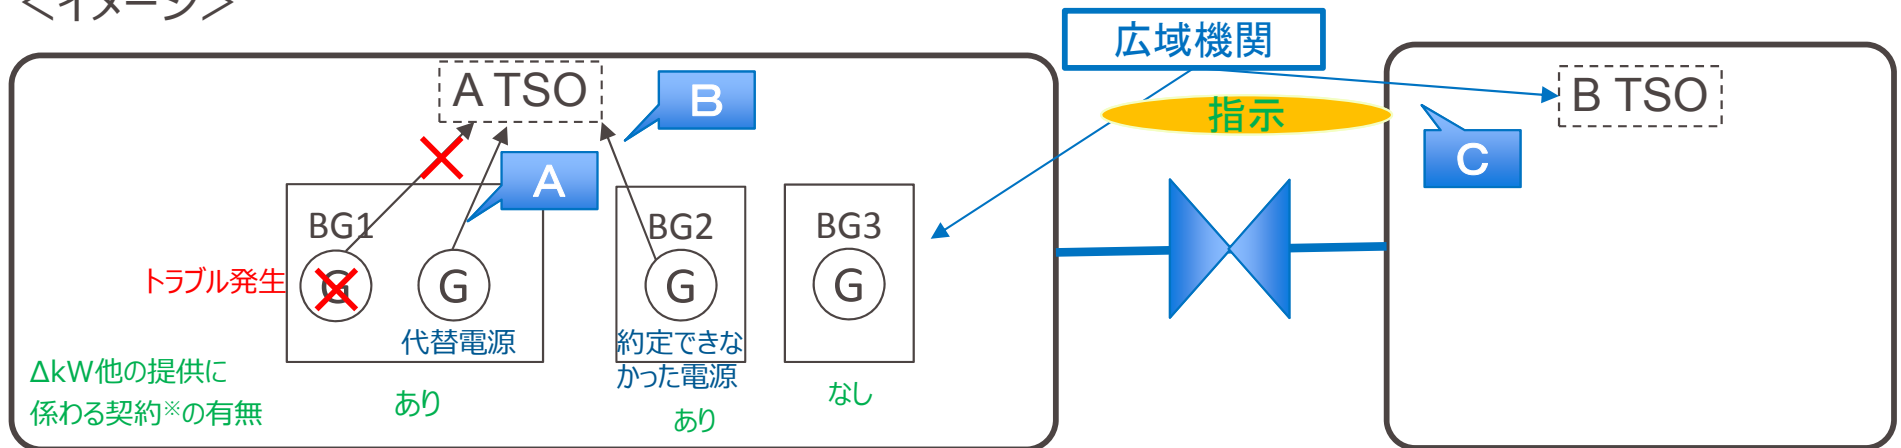 ＜イメージ＞
広域機関
A TSO
B
B TSO
指示
C
A
BG1
BG2
BG3
トラブル発生
G
G
G
G
代替電源
約定できな
かった電源
ΔkW他の提供に
係わる契約※の有無
あり
あり
なし